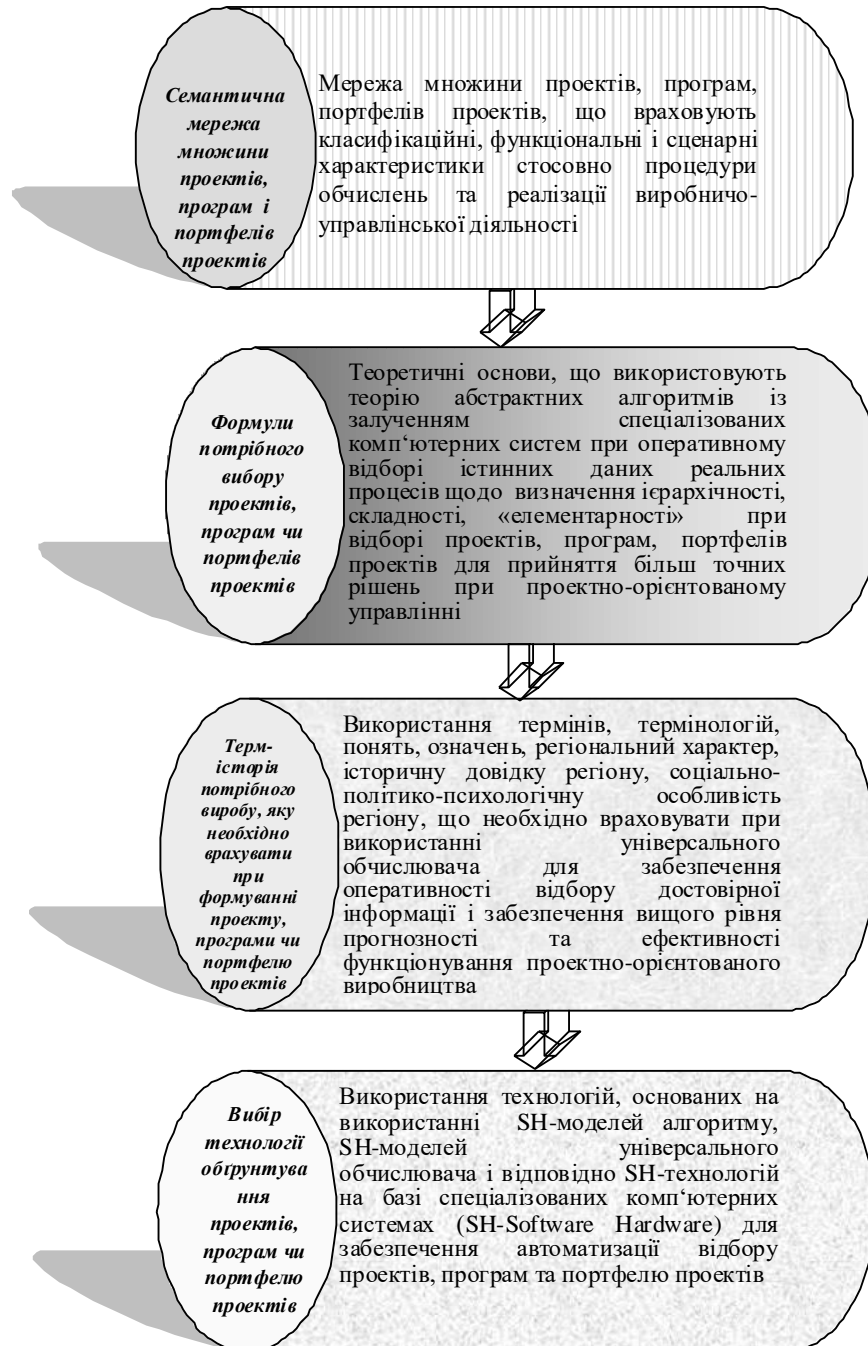 Семантична
мережа
множини
проектів,
програм і
портфелів
проектів
Мережа множини проектів, програм,
портфелів проектів, що враховують
класифікаційні, функціональні і сценарні
характеристики стосовно процедури
обчислень та реалізації виробничо-
управлінської діяльності
Формули
потрібного
вибору
проектів,
програм чи
портфелів
проектів
Теоретичні основи, що використовують
теорію абстрактних алгоритмів із
залученням спеціалізованих
комп‘ютерних систем при оперативному
відборі істинних даних реальних
процесів щодо визначення ієрархічності,
складності, «елементарності» при
відборі проектів, програм, портфелів
проектів для прийняття більш точних
рішень при проектно-орієнтованому
управлінні
Терм-
історія
потрібного
виробу, яку
необхідно
врахувати
при
формуванні
проекту,
програми чи
портфелю
проектів
Використання термінів, термінологій,
понять, означень, регіональний характер,
історичну довідку регіону, соціально-
політико-психологічну особливість
регіону, що необхідно враховувати при
використанні універсального
обчислювача для забезпечення
оперативності відбору достовірної
інформації і забезпечення вищого рівня
прогнозності та ефективності
функціонування проектно-орієнтованого
виробництва
Вибір
технології
обґрунтува
ння
проектів,
програм чи
портфелю
проектів
Використання технологій, основаних на
використанні SH-моделей алгоритму,
SH-моделей універсального
обчислювача і відповідно SH-технологій
на базі спеціалізованих комп‘ютерних
системах (SH-Software Hardware) для
забезпечення автоматизації відбору
проектів, програм та портфелю проектів